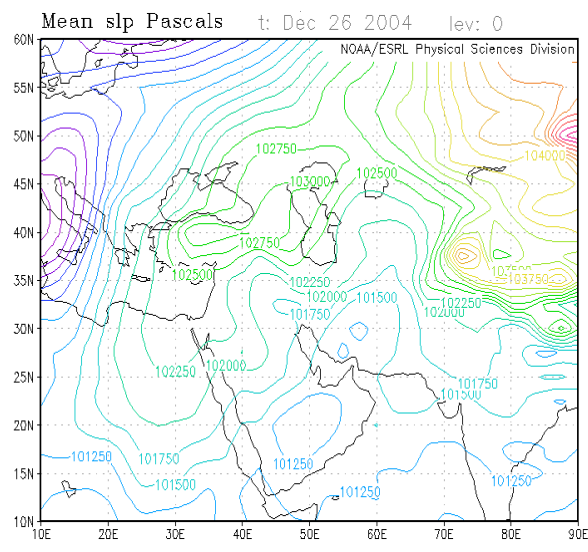 Mean slp Pascals t: Dec 26 2004 lev: 0
60N NOAA/ESRL Physical Sciences Division
55N
50N
102750 104000
45N
103000 102500
40N
102750
35N
102500 102250 103750
102000 101500 102250
30N
101750 102000
25N
102250 102000 101750
101500
20N
15N
101250 101750 101250 101250
101500 101250
10N
10E 20E 30E 40E 50E 60E 70E 80E 90E